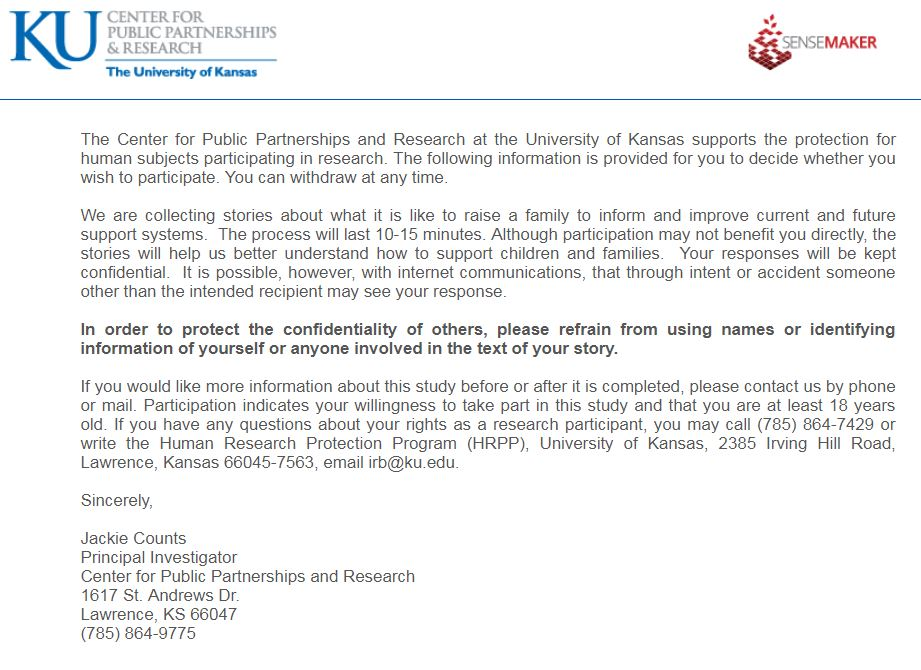 KU CENTER FOR
PUBLIC PARTNERSHIPS
& RESEARCH
The University of Kansas
SENSEMAKER
The Center for Public Partnerships and Research at the University of Kansas supports the protection for
human subjects participating in research. The following information is provided for you to decide whether you
wish to participate. You can withdraw at any time.
We are collecting stories about what it is like to raise a family to inform and improve current and future
support systems.  The process will last 10-15 minutes. Although participation may not benefit you directly, the
stories will help us better understand how to support children and families.  Your responses will be kept
confidential.  It is possible, however, with internet communications, that through intent or accident someone
other than the intended recipient may see your response.
In order to protect the confidentiality of others, please refrain from using names or identifying
information of yourself or anyone involved in the text of your story.
If you would like more information about this study before or after it is completed, please contact us by phone
or mail. Participation indicates your willingness to take part in this study and that you are at least 18 years
old. If you have any questions about your rights as a research participant, you may call (785) 864-7429 or
write the Human Research Protection Program (HRPP), University of Kansas, 2385 Irving Hill Road,
Lawrence, Kansas 66045-7563, email irb@ku.edu.
Sincerely,
Jackie Counts
Principal Investigator
Center for Public Partnerships and Research
1617 St. Andrews Dr.
Lawrence, KS 66047
(785) 864-9775